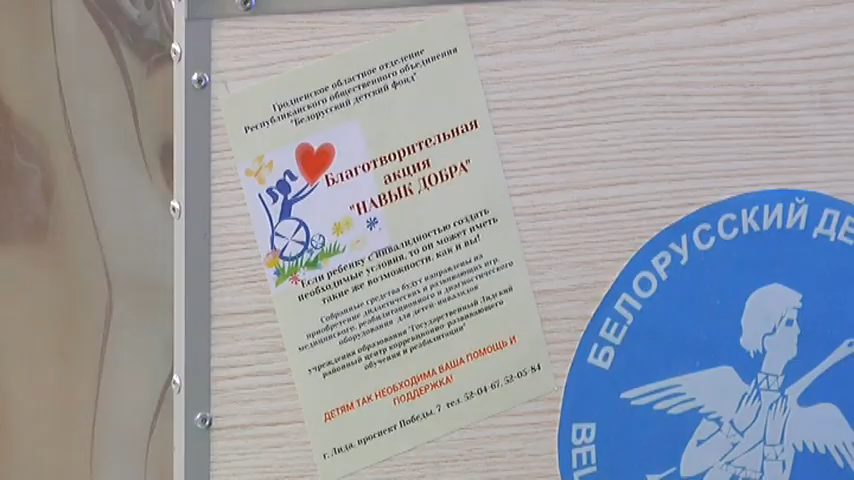 Гродненское областное отделение
Республиканского общественного объединения
"Белорусский детский фонд"
Благотворительная
акция
"НАВЫК ДОБРА"
Если ребенку с инвалидностью создать
необходимые условия, то он может иметь
такие же возможности, как и вы!
Собранные средства будут направлены на
приобретение дидактических и развивающих игр,
медицинского, реабилитационного и диагностического
оборудования для детей-инвалидов
учреждения образования "Государственный Лидский
районный центр коррекционно-развивающего
обучения и реабилитации"
ДЕТЯМ ТАК НЕОБХОДИМА ВАША ПОМОЩЬ И
ПОДДЕРЖКА!
г. Лида, проспект Победы, 7 тел. 52-04-67, 52-05-84
БЕЛОРУССКИЙ ДЕ
BEL